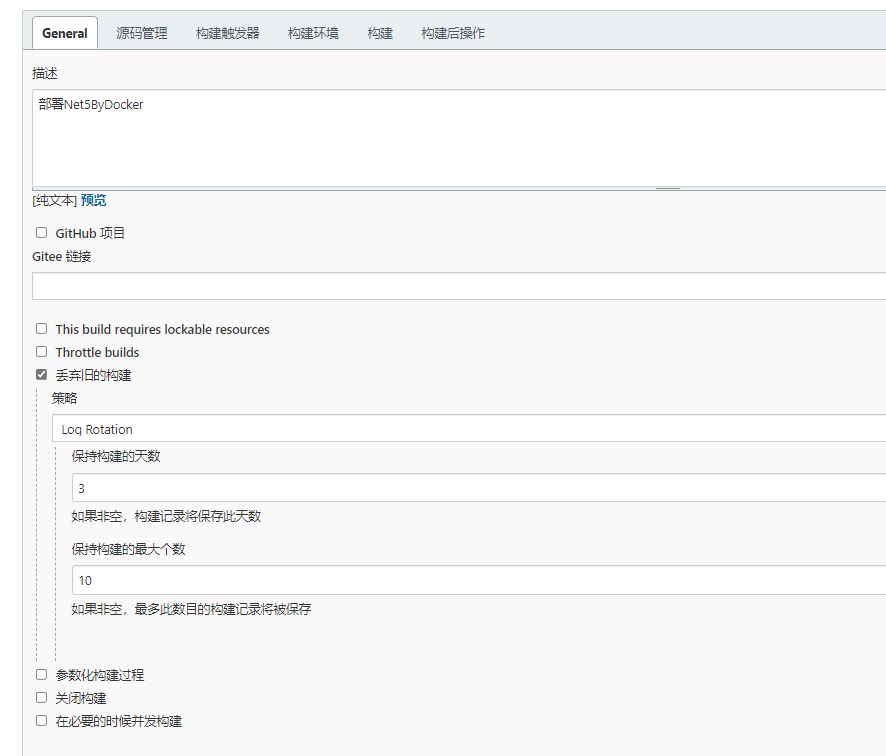 General 源码管理 构建触发器 构建环境 构建 构建后操作
描述
部署Net5ByDocker
[纯文本] 预览
GitHub 项目
Gitee 链接
This build requires lockable resources
Throttle builds
丢弃旧的构建
策略
Log Rotation
保持构建的天数
3
如果非空，构建记录将保存此天数
保持构建的最大个数
10
如果非空，最多此数目的构建记录将被保存
参数化构建过程
关闭构建
在必要的时候并发构建